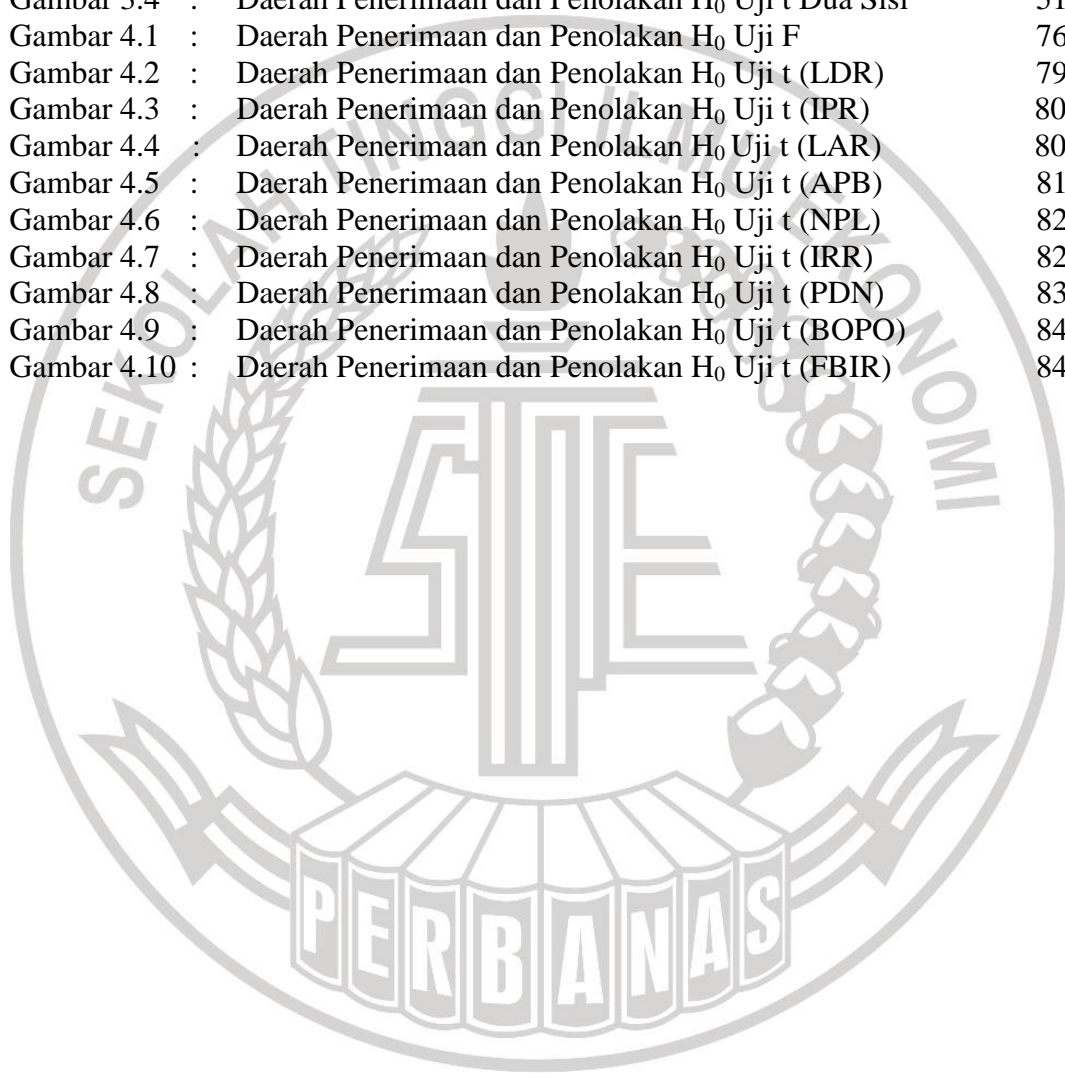 Gambar 3.4 : Daerah Penerimaan dan Penolakan H₀ Uji t Dua Sisi 51
Gambar 4.1 : Daerah Penerimaan dan Penolakan H₀ Uji F 76
Gambar 4.2 : Daerah Penerimaan dan Penolakan H₀ Uji t (LDR) 79
Gambar 4.3 : Daerah Penerimaan dan Penolakan H₀ Uji t (IPR) 80
Gambar 4.4 : Daerah Penerimaan dan Penolakan H₀ Uji t (LAR) 80
Gambar 4.5 : Daerah Penerimaan dan Penolakan H₀ Uji t (APB) 81
Gambar 4.6 : Daerah Penerimaan dan Penolakan H₀ Uji t (NPL) 82
Gambar 4.7 : Daerah Penerimaan dan Penolakan H₀ Uji t (IRR) 82
Gambar 4.8 : Daerah Penerimaan dan Penolakan H₀ Uji t (PDN) 83
Gambar 4.9 : Daerah Penerimaan dan Penolakan H₀ Uji t (BOPO) 84
Gambar 4.10 : Daerah Penerimaan dan Penolakan H₀ Uji t (FBIR) 84
SEKOLAH TINGGI ILMU EKONOMI
PERBANAS